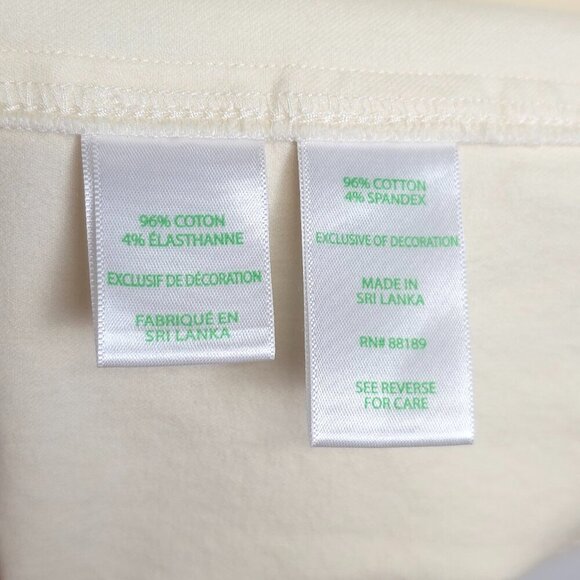 96% COTON
4% ÉLASTHANNE
EXCLUSIF DE DÉCORATION
FABRIQUÉ EN
SRI LANKA
96% COTTON
4% SPANDEX
EXCLUSIVE OF DECORATION
MADE IN
SRI LANKA
RN# 88189
SEE REVERSE
FOR CARE